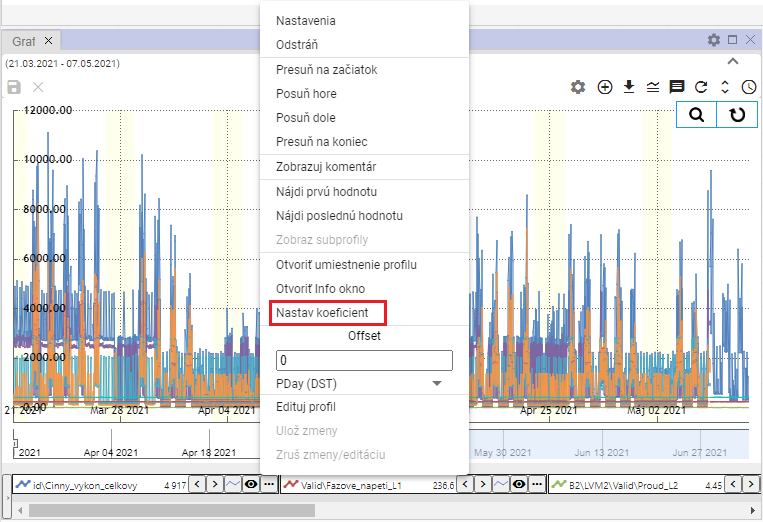 Graf
(21.03.2021 - 07.05.2021)
Nastavenia
Odstráň
Presuň na začiatok
Posuň hore
Posuň dole
Presuň na koniec
Zobrazuj komentár
Nájdi prvú hodnotu
Nájdi poslednú hodnotu
Zobraz subprofily
Otvoriť umiestnenie profilu
Otvoriť Info okno
Nastav koeficient
Offset
0
PDay (DST)
Edituj profil
Ulož zmeny
Zruš zmeny/editáciu
12000.00
10000.00
8000.00
6000.00
4000.00
2000.00
0.00
2021 Mar 28 2021 Apr 04 2021 Apr 25 2021 Máj 02 2021
2021 Apr 04 2021 Apr 18 2021 May 30 2021 Jun 13 2021 Jun 27 2021
id\Cinny_vykon_celkovy 4 917 Valid\Fazove_napeti_L1 236,6 B2\LVM2\Valid\Proud_L2 4,45